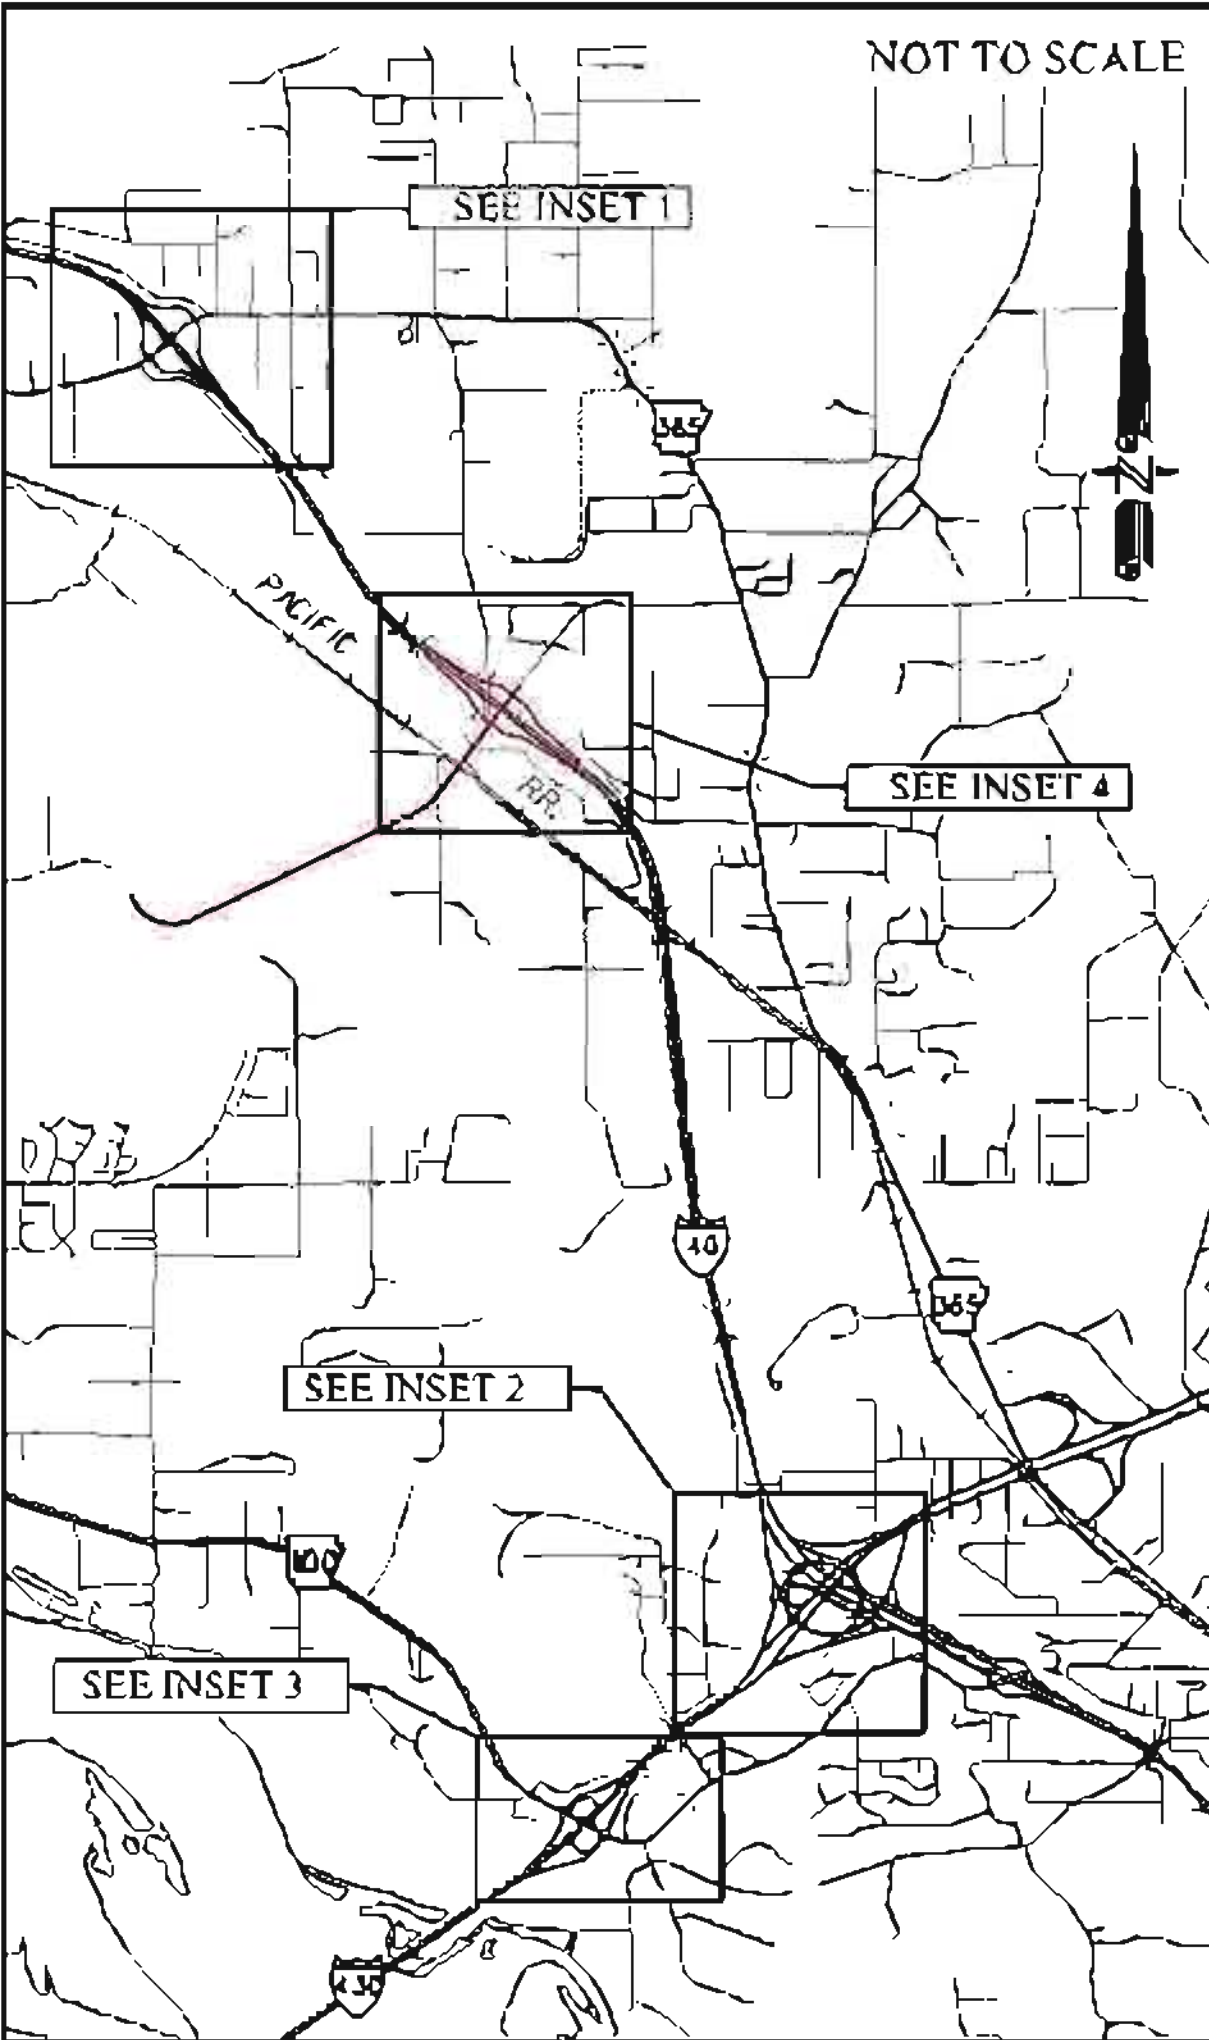 NOT TO SCALE
SEE INSET 1
365
PACIFIC
RR.
SEE INSET 4
40
365
SEE INSET 2
100
SEE INSET 3
430
N